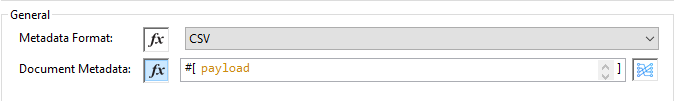 General
Metadata Format: fx CSV
Document Metadata: fx #[ payload ]